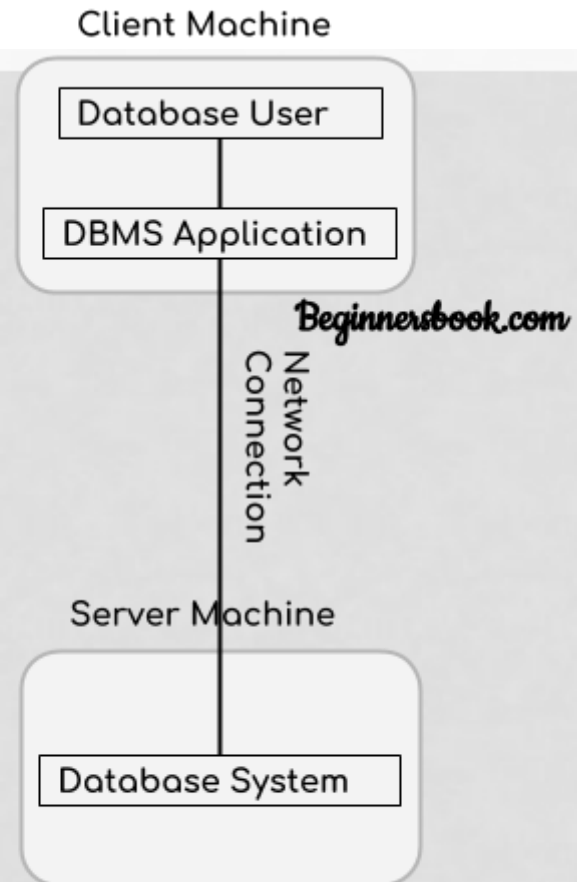 Client Machine
Database User
DBMS Application
Beginnersbook.com
Network
Connection
Server Machine
Database System